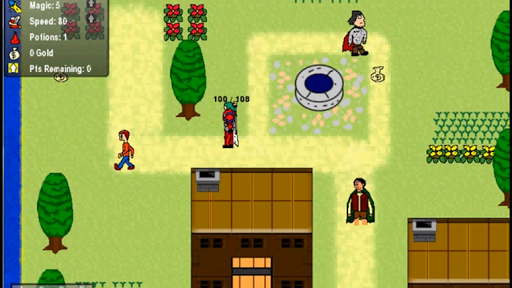 Magic: 5
Speed: 80
Potions: 1
0 Gold
Pts Remaining: 0
100 / 108